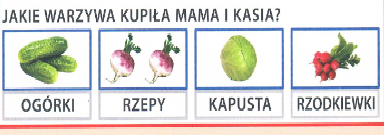 JAKIE WARZYWA KUPIŁA MAMA I KASIA?
OGÓRKI
RZEPY
KAPUSTA
RZODKIEWKI